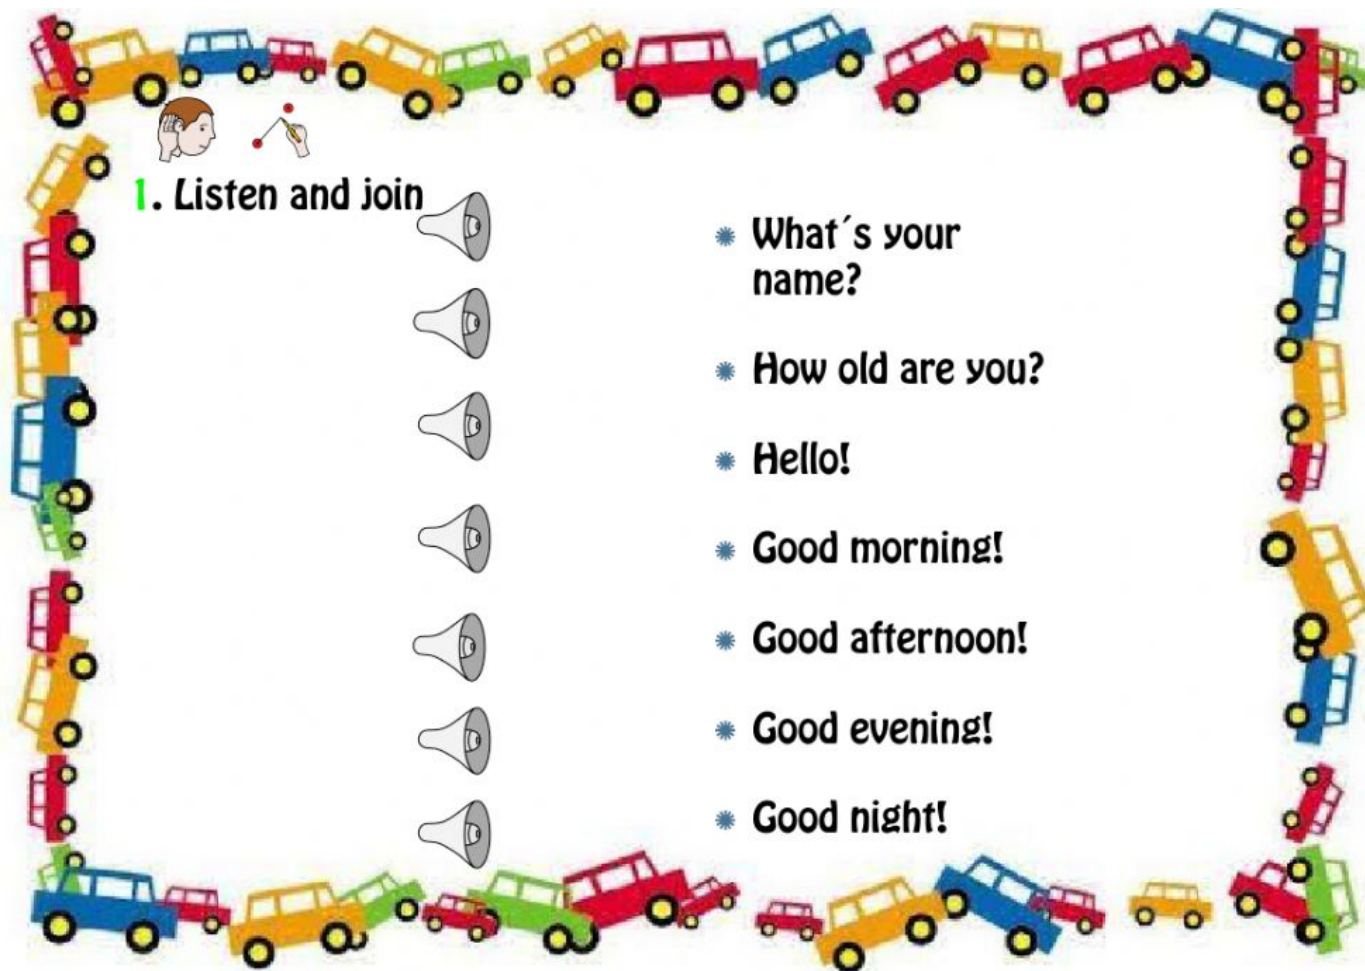 1. Listen and join
What´s your
name?
How old are you?
Hello!
Good morning!
Good afternoon!
Good evening!
Good night!